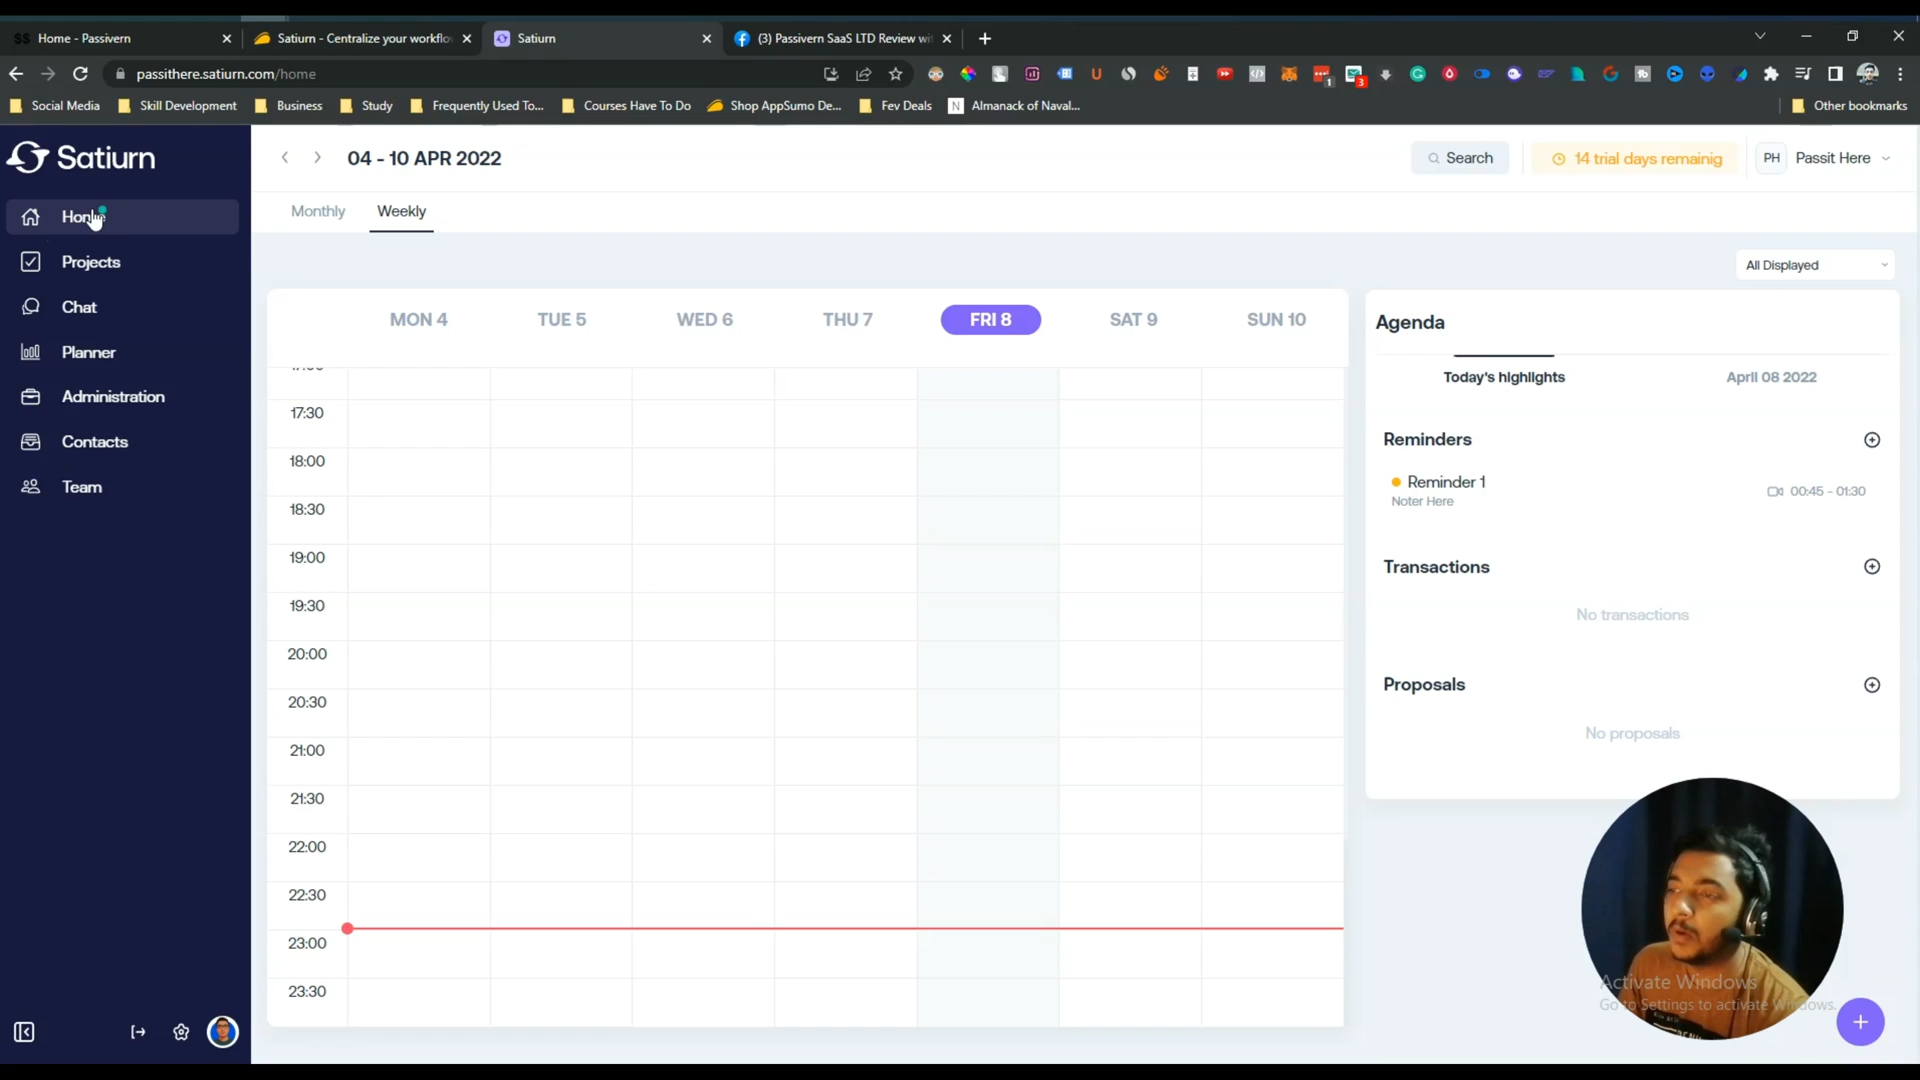 $$ Home - Passivern
Satiurn - Centralize your workflo
Satiurn
(3) Passivern SaaS LTD Review wit
passithere.satiurn.com/home
Social Media
Skill Development
Business
Study
Frequently Used To...
Courses Have To Do
Shop AppSumo De...
Fev Deals
Almanack of Naval...
Other bookmarks
Satiurn
Home
Projects
Chat
Planner
Administration
Contacts
Team
04 - 10 APR 2022
Search
14 trial days remainig
PH
Passit Here
Monthly
Weekly
All Displayed
MON 4
TUE 5
WED 6
THU 7
FRI 8
SAT 9
SUN 10
17:30
18:00
18:30
19:00
19:30
20:00
20:30
21:00
21:30
22:00
22:30
23:00
23:30
Agenda
Today's highlights
April 08 2022
Reminders
Reminder 1
Noter Here
00:45 - 01:30
Transactions
No transactions
Proposals
No proposals
Activate Windows
Go to Settings to activate Windows.